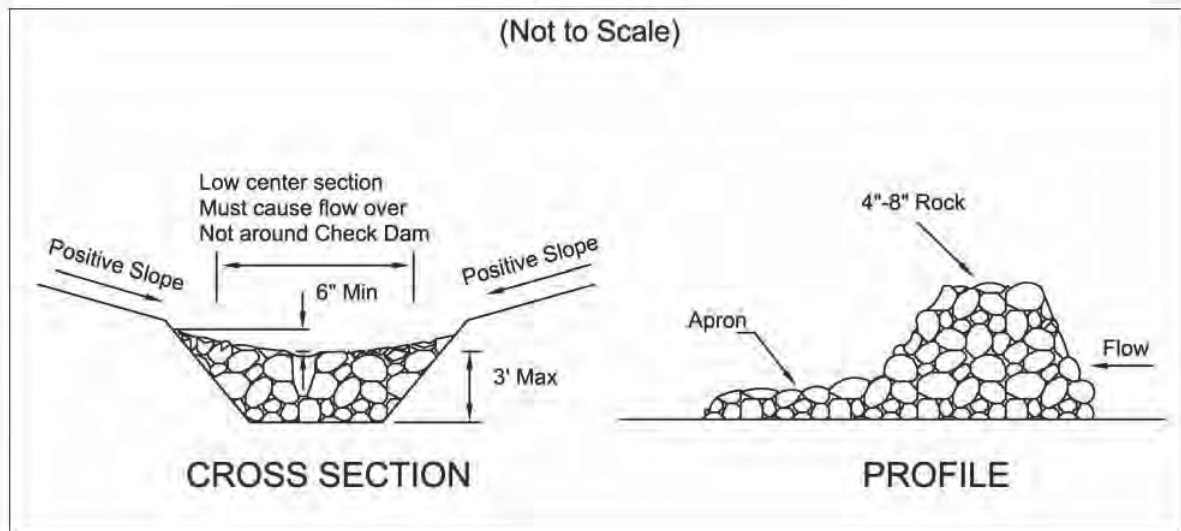 (Not to Scale)
Low center section
Must cause flow over
Not around Check Dam
Positive Slope
Positive Slope
6" Min
3' Max
CROSS SECTION
4"-8" Rock
Apron
Flow
PROFILE